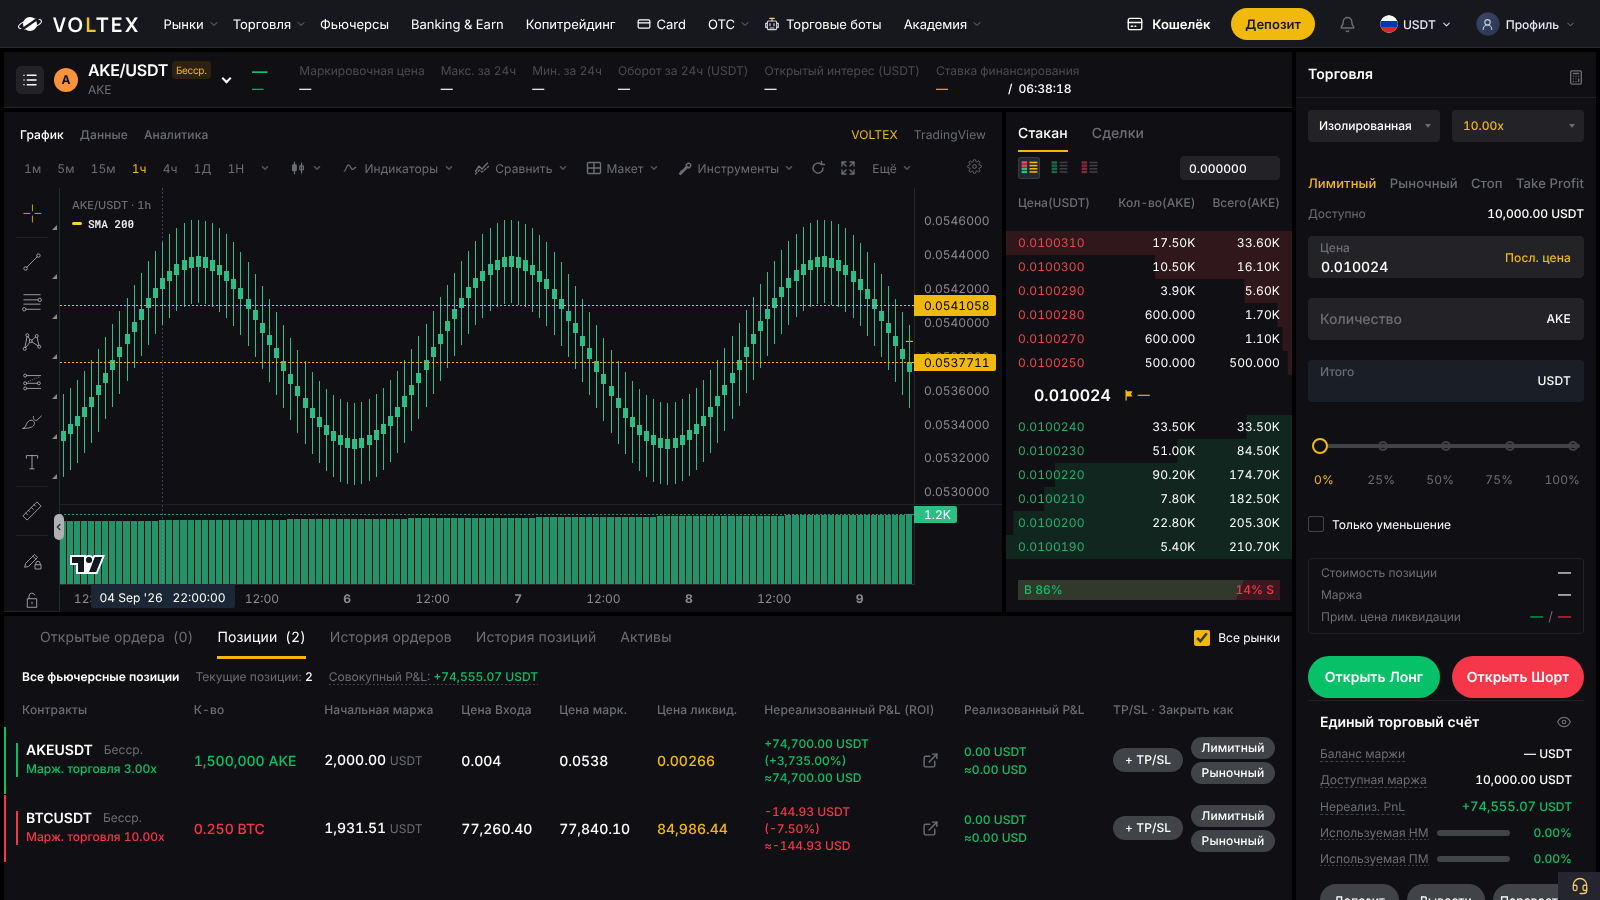 VOLTEX Рынки Торговля Фьючерсы Banking & Earn Копитрейдинг Card ОТС Торговые боты Академия Кошелёк Депозит USDT Профиль
A AKE/USDT Бесср. AKE
Маркировочная цена Макс. за 24ч Мин. за 24ч Оборот за 24ч (USDT) Открытый интерес (USDT) Ставка финансирования
— — — — — — — — / 06:38:18
График Данные Аналитика VOLTEX TradingView
1м 5м 15м 1ч 4ч 1Д 1Н Индикаторы Сравнить Макет Инструменты Ещё
AKE/USDT · 1h
SMA 200
0.0546000
0.0544000
0.0542000
0.0541058
0.0540000
0.0537711
0.0536000
0.0534000
0.0532000
0.0530000
1.2K
12: 04 Sep '26 22:00:00 12:00 6 12:00 7 12:00 8 12:00 9
Стакан Сделки
0.000000
Цена(USDT) Кол-во(AKE) Всего(AKE)
0.0100310 17.50K 33.60K
0.0100300 10.50K 16.10K
0.0100290 3.90K 5.60K
0.0100280 600.000 1.70K
0.0100270 600.000 1.10K
0.0100250 500.000 500.000
0.010024 —
0.0100240 33.50K 33.50K
0.0100230 51.00K 84.50K
0.0100220 90.20K 174.70K
0.0100210 7.80K 182.50K
0.0100200 22.80K 205.30K
0.0100190 5.40K 210.70K
B 86% 14% S
Открытые ордера (0) Позиции (2) История ордеров История позиций Активы Все рынки
Все фьючерсные позиции Текущие позиции: 2 Совокупный P&L: +74,555.07 USDT
Контракты К-во Начальная маржа Цена Входа Цена марк. Цена ликвид. Нереализованный P&L (ROI) Реализованный P&L TP/SL · Закрыть как
AKEUSDT Бесср.
Марж. торговля 3.00x
1,500,000 AKE 2,000.00 USDT 0.004 0.0538 0.00266
+74,700.00 USDT
(+3,735.00%)
≈74,700.00 USD
0.00 USDT
≈0.00 USD
+ TP/SL
Лимитный
Рыночный
BTCUSDT Бесср.
Марж. торговля 10.00x
0.250 BTC 1,931.51 USDT 77,260.40 77,840.10 84,986.44
-144.93 USDT
(-7.50%)
≈-144.93 USD
0.00 USDT
≈0.00 USD
+ TP/SL
Лимитный
Рыночный
Торговля
Изолированная 10.00x
Лимитный Рыночный Стоп Take Profit
Доступно 10,000.00 USDT
Цена
0.010024 Посл. цена
Количество AKE
Итого
USDT
0% 25% 50% 75% 100%
Только уменьшение
Стоимость позиции —
Маржа —
Прим. цена ликвидации — / —
Открыть Лонг Открыть Шорт
Единый торговый счёт
Баланс маржи — USDT
Доступная маржа 10,000.00 USDT
Нереализ. PnL +74,555.07 USDT
Используемая НМ 0.00%
Используемая ПМ 0.00%
Депозит Вывести